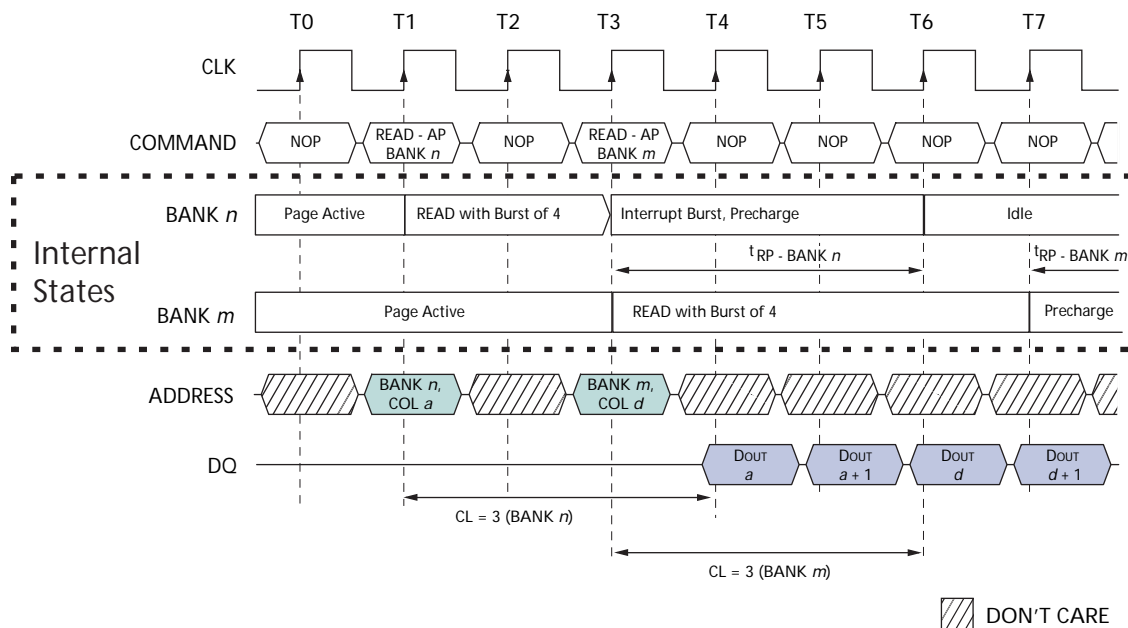 T0 T1 T2 T3 T4 T5 T6 T7
CLK
COMMAND NOP READ - AP BANK n NOP READ - AP BANK m NOP NOP NOP NOP
Internal States
BANK n Page Active READ with Burst of 4 Interrupt Burst, Precharge Idle
tRP - BANK n tRP - BANK m
BANK m Page Active READ with Burst of 4 Precharge
ADDRESS BANK n, COL a BANK m, COL d
DQ DOUT a DOUT a + 1 DOUT d DOUT d + 1
CL = 3 (BANK n)
CL = 3 (BANK m)
DON'T CARE